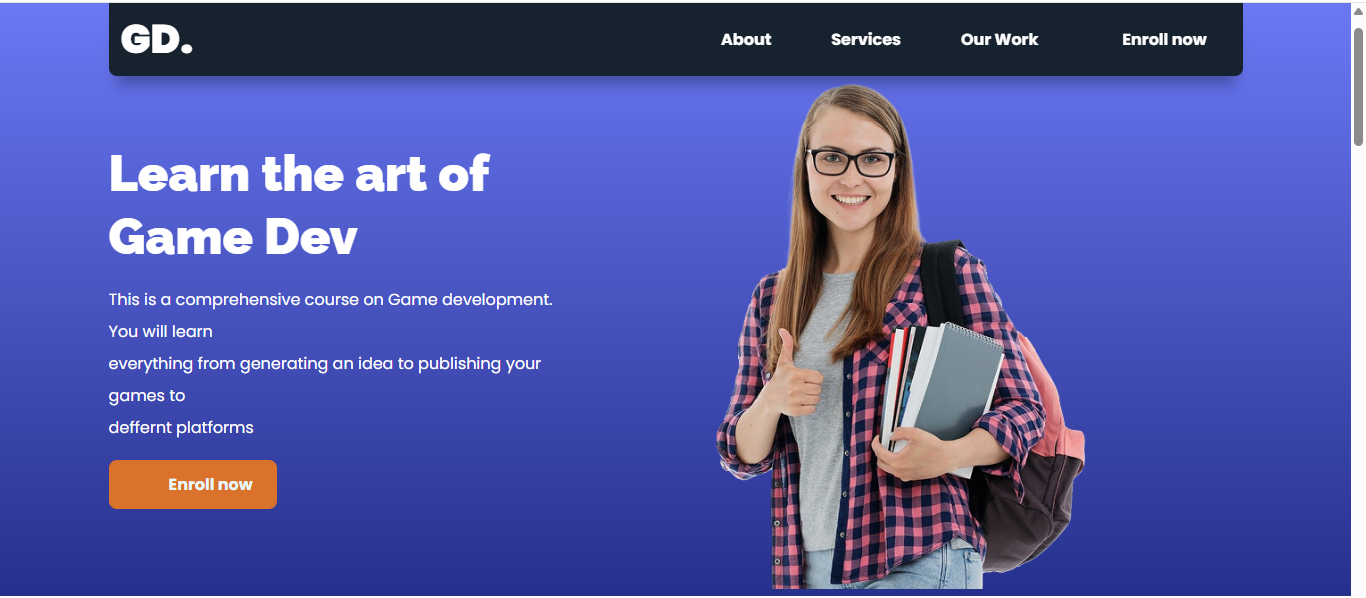 GD.
About Services Our Work Enroll now
Learn the art of
Game Dev
This is a comprehensive course on Game development.
You will learn
everything from generating an idea to publishing your
games to
deffernt platforms
Enroll now